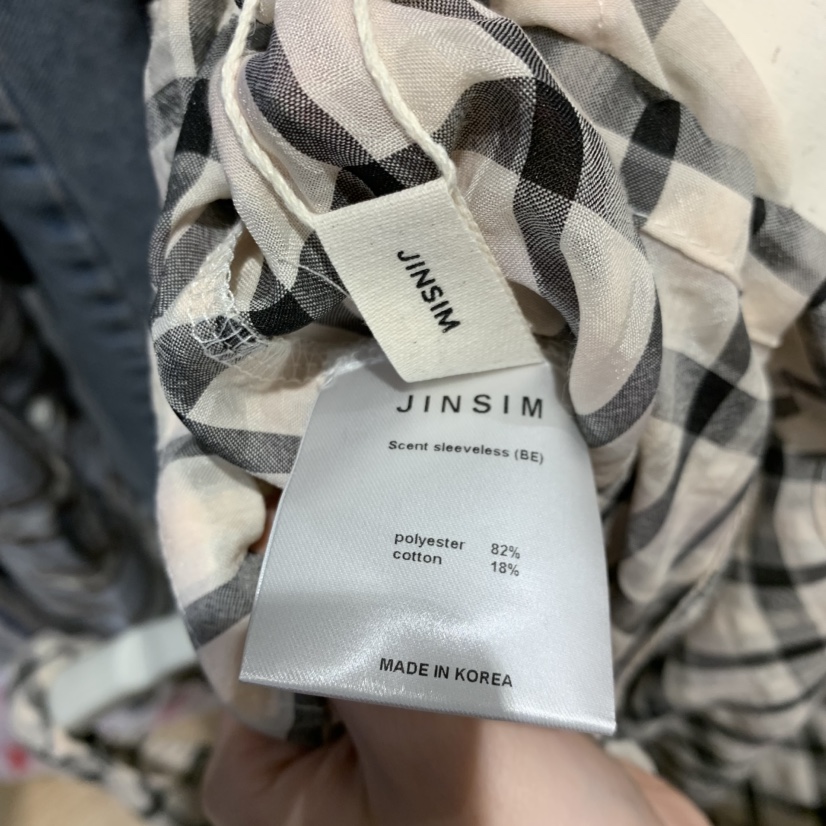 JINSIM
JINSIM
Scent sleeveless (BE)
polyester 82%
cotton 18%
MADE IN KOREA